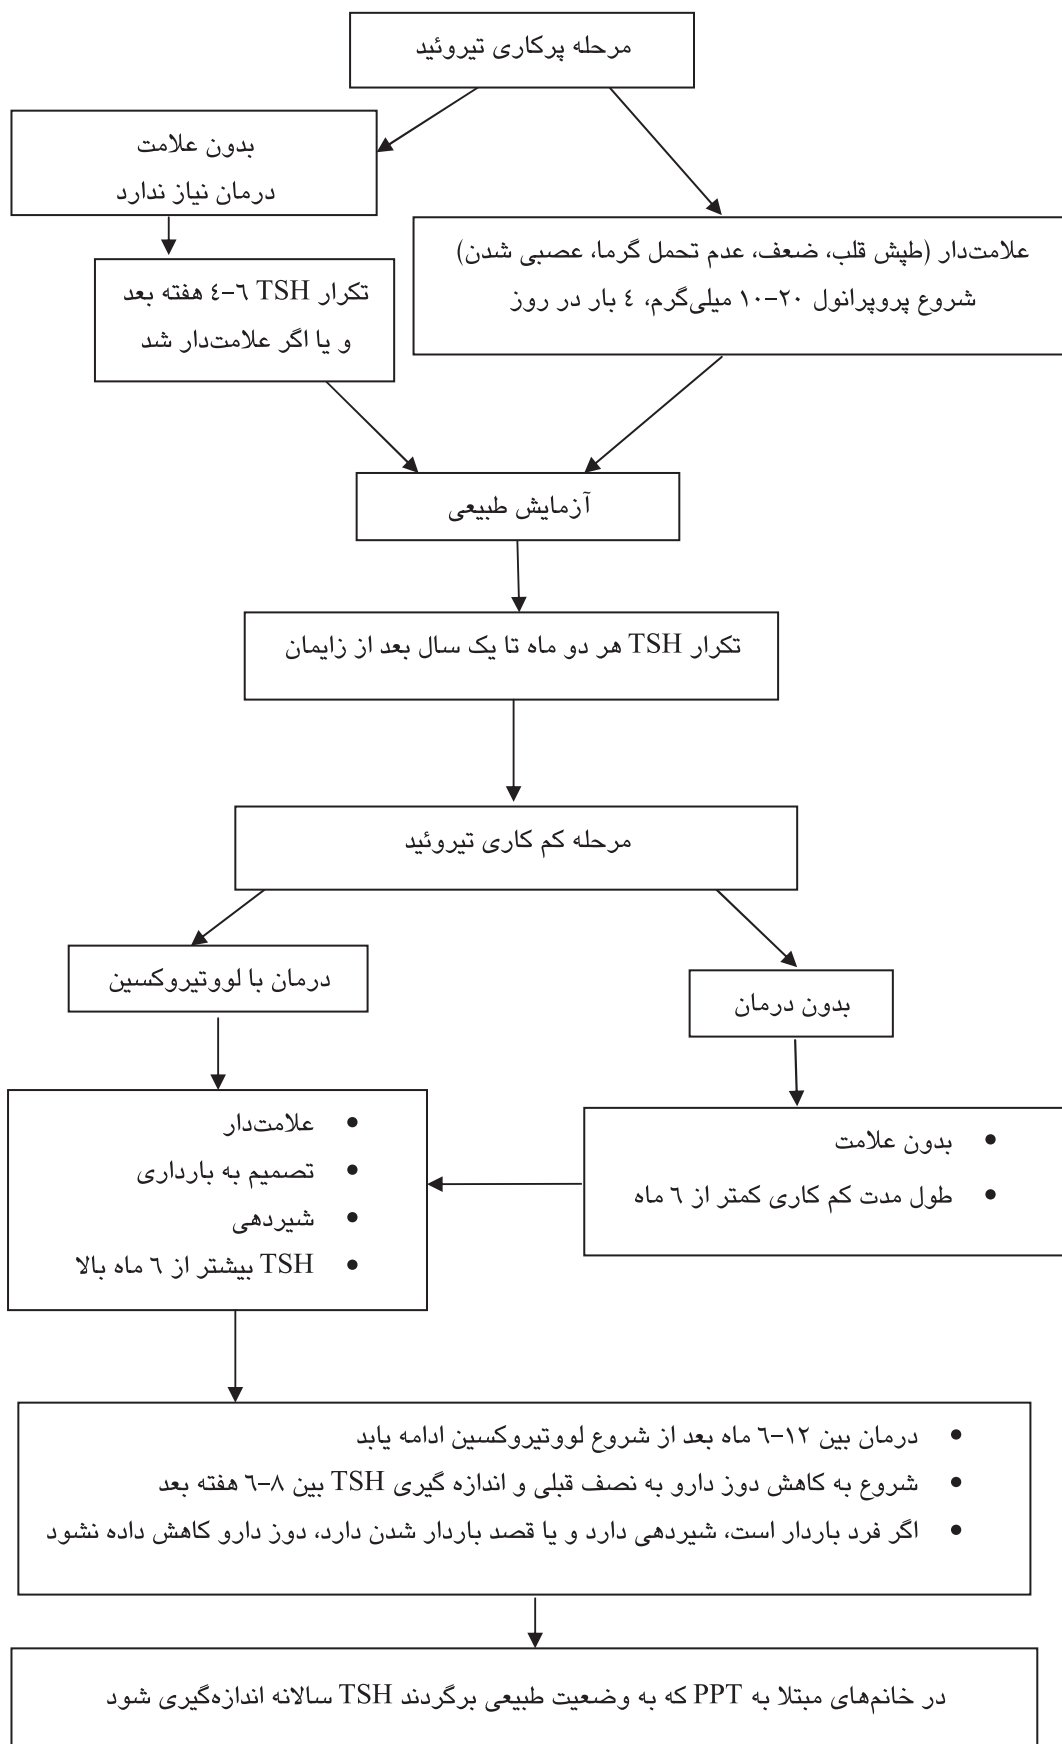 مرحله پرکاری تیروئید
بدون علامت
درمان نیاز ندارد
علامت‌دار (طپش قلب، ضعف، عدم تحمل گرما، عصبی شدن)
شروع پروپرانول ۲۰-۱۰ میلی‌گرم، ٤ بار در روز
تکرار TSH ٦-٤ هفته بعد
و یا اگر علامت‌دار شد
آزمایش طبیعی
تکرار TSH هر دو ماه تا یک سال بعد از زایمان
مرحله کم کاری تیروئید
درمان با لووتیروکسین
بدون درمان
• علامت‌دار
• تصمیم به بارداری
• شیردهی
• TSH بیشتر از ٦ ماه بالا
• بدون علامت
• طول مدت کم کاری کمتر از ٦ ماه
• درمان بین ۱۲-٦ ماه بعد از شروع لووتیروکسین ادامه یابد
• شروع به کاهش دوز دارو به نصف قبلی و اندازه گیری TSH بین ۸-٦ هفته بعد
• اگر فرد باردار است، شیردهی دارد و یا قصد باردار شدن دارد، دوز دارو کاهش داده نشود
در خانم‌های مبتلا به PPT که به وضعیت طبیعی برگردند TSH سالانه اندازه‌گیری شود